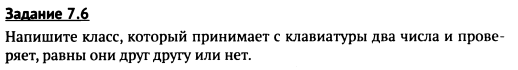 Задание 7.6
Напишите класс, который принимает с клавиатуры два числа и прове-
ряет, равны они друг другу или нет.